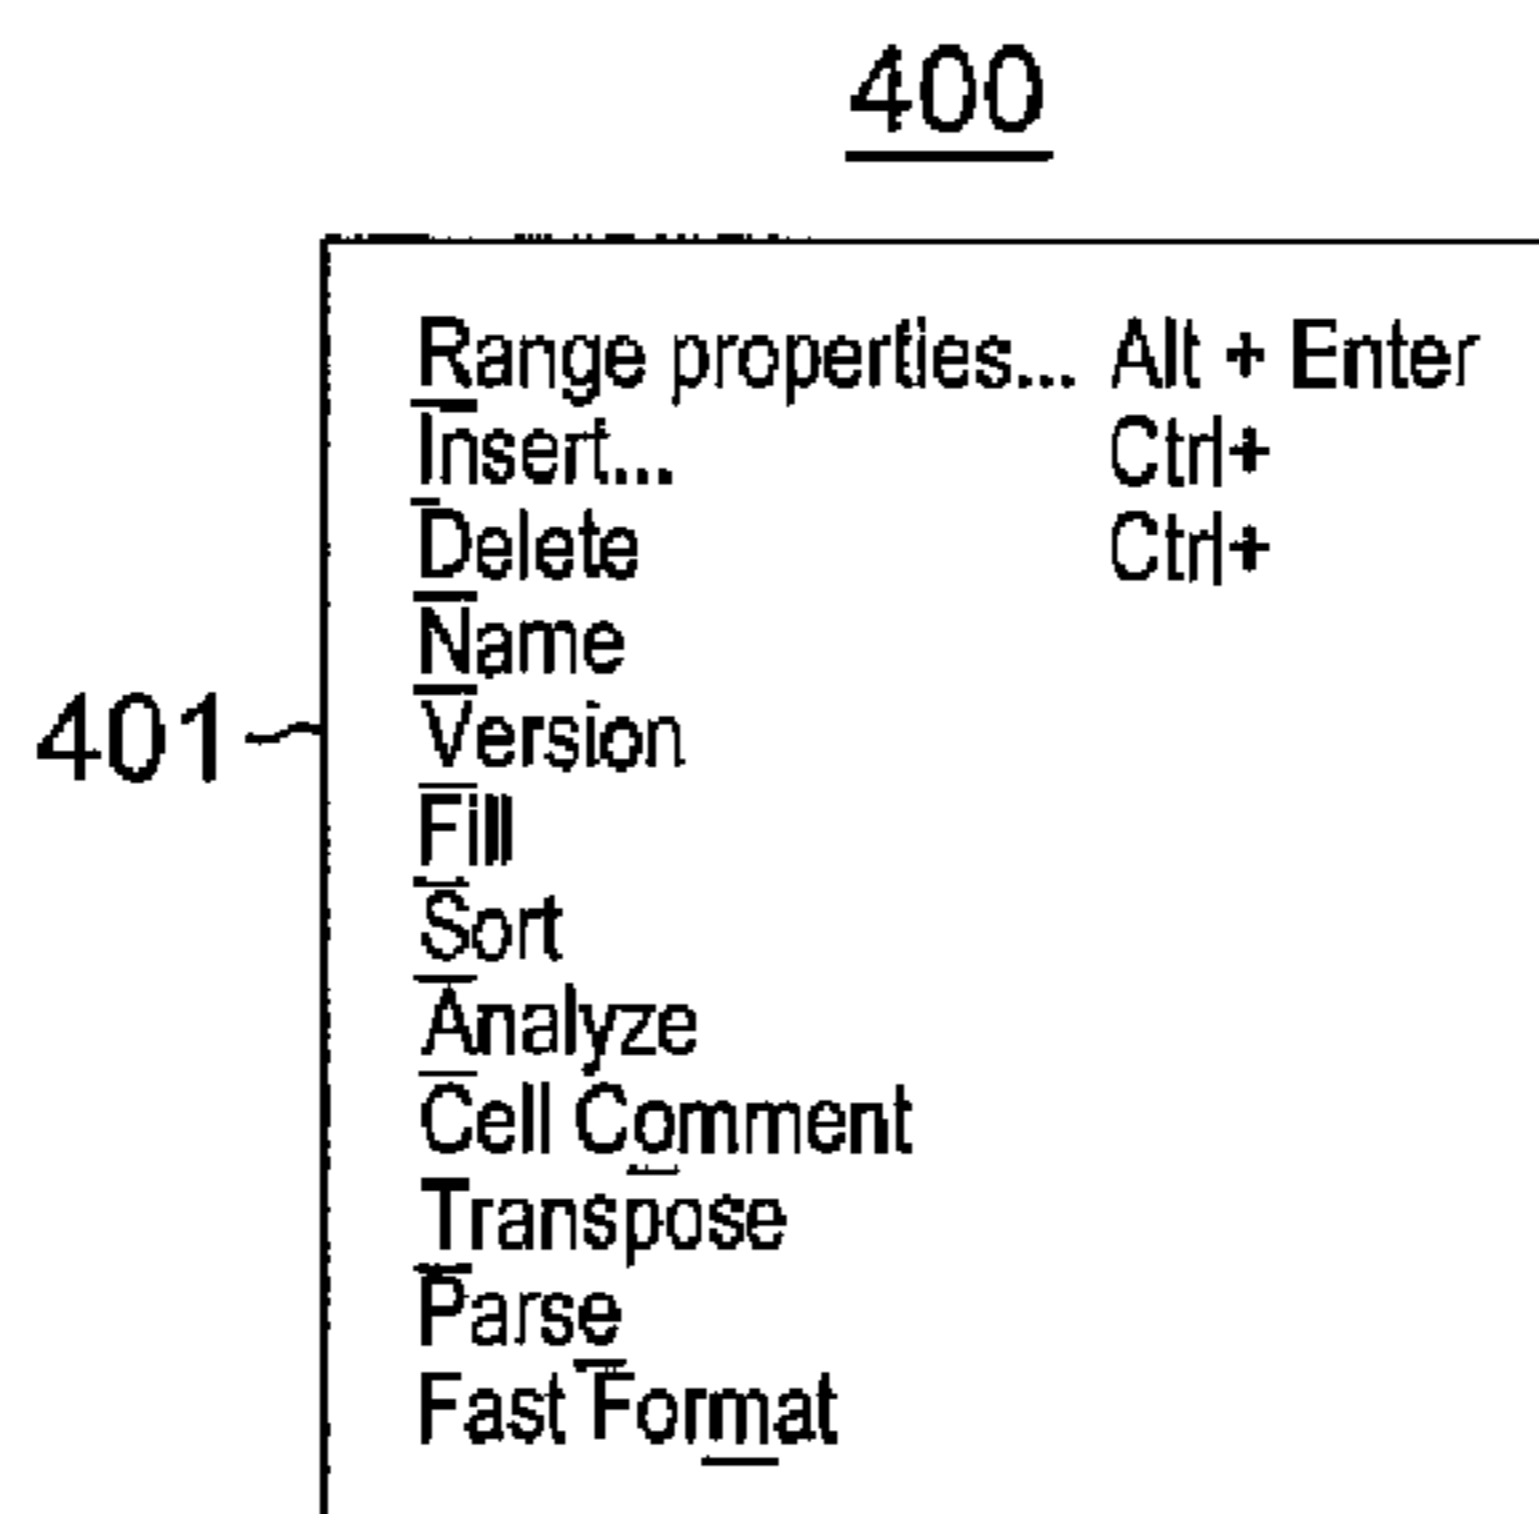 400
Range properties... Alt + Enter
Insert... Ctrl+
Delete Ctrl+
Name
401 Version
Fill
Sort
Analyze
Cell Comment
Transpose
Parse
Fast Format